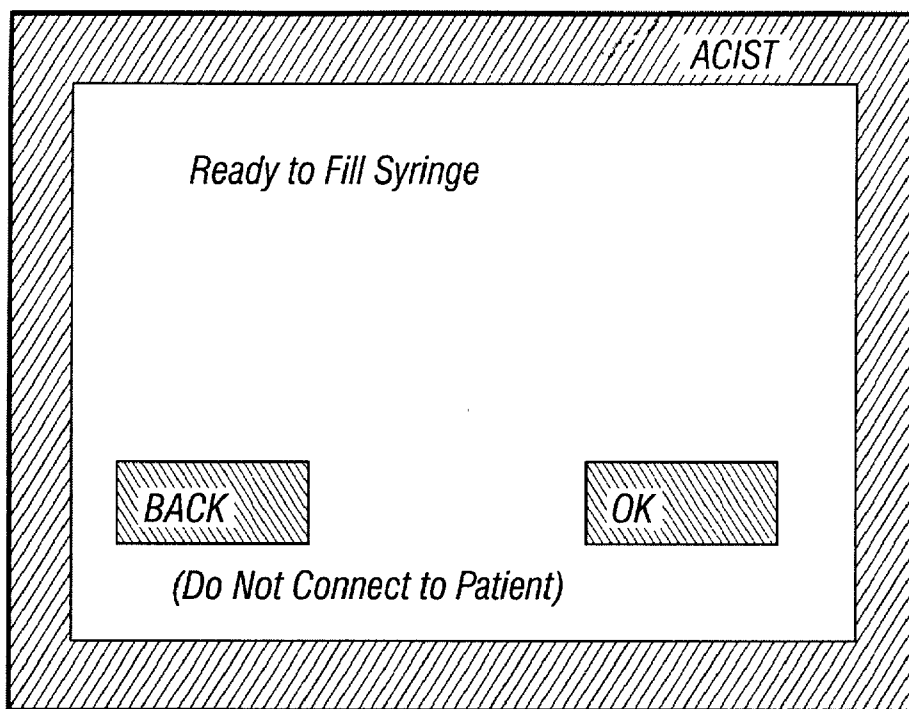 ACIST
Ready to Fill Syringe
BACK
OK
(Do Not Connect to Patient)